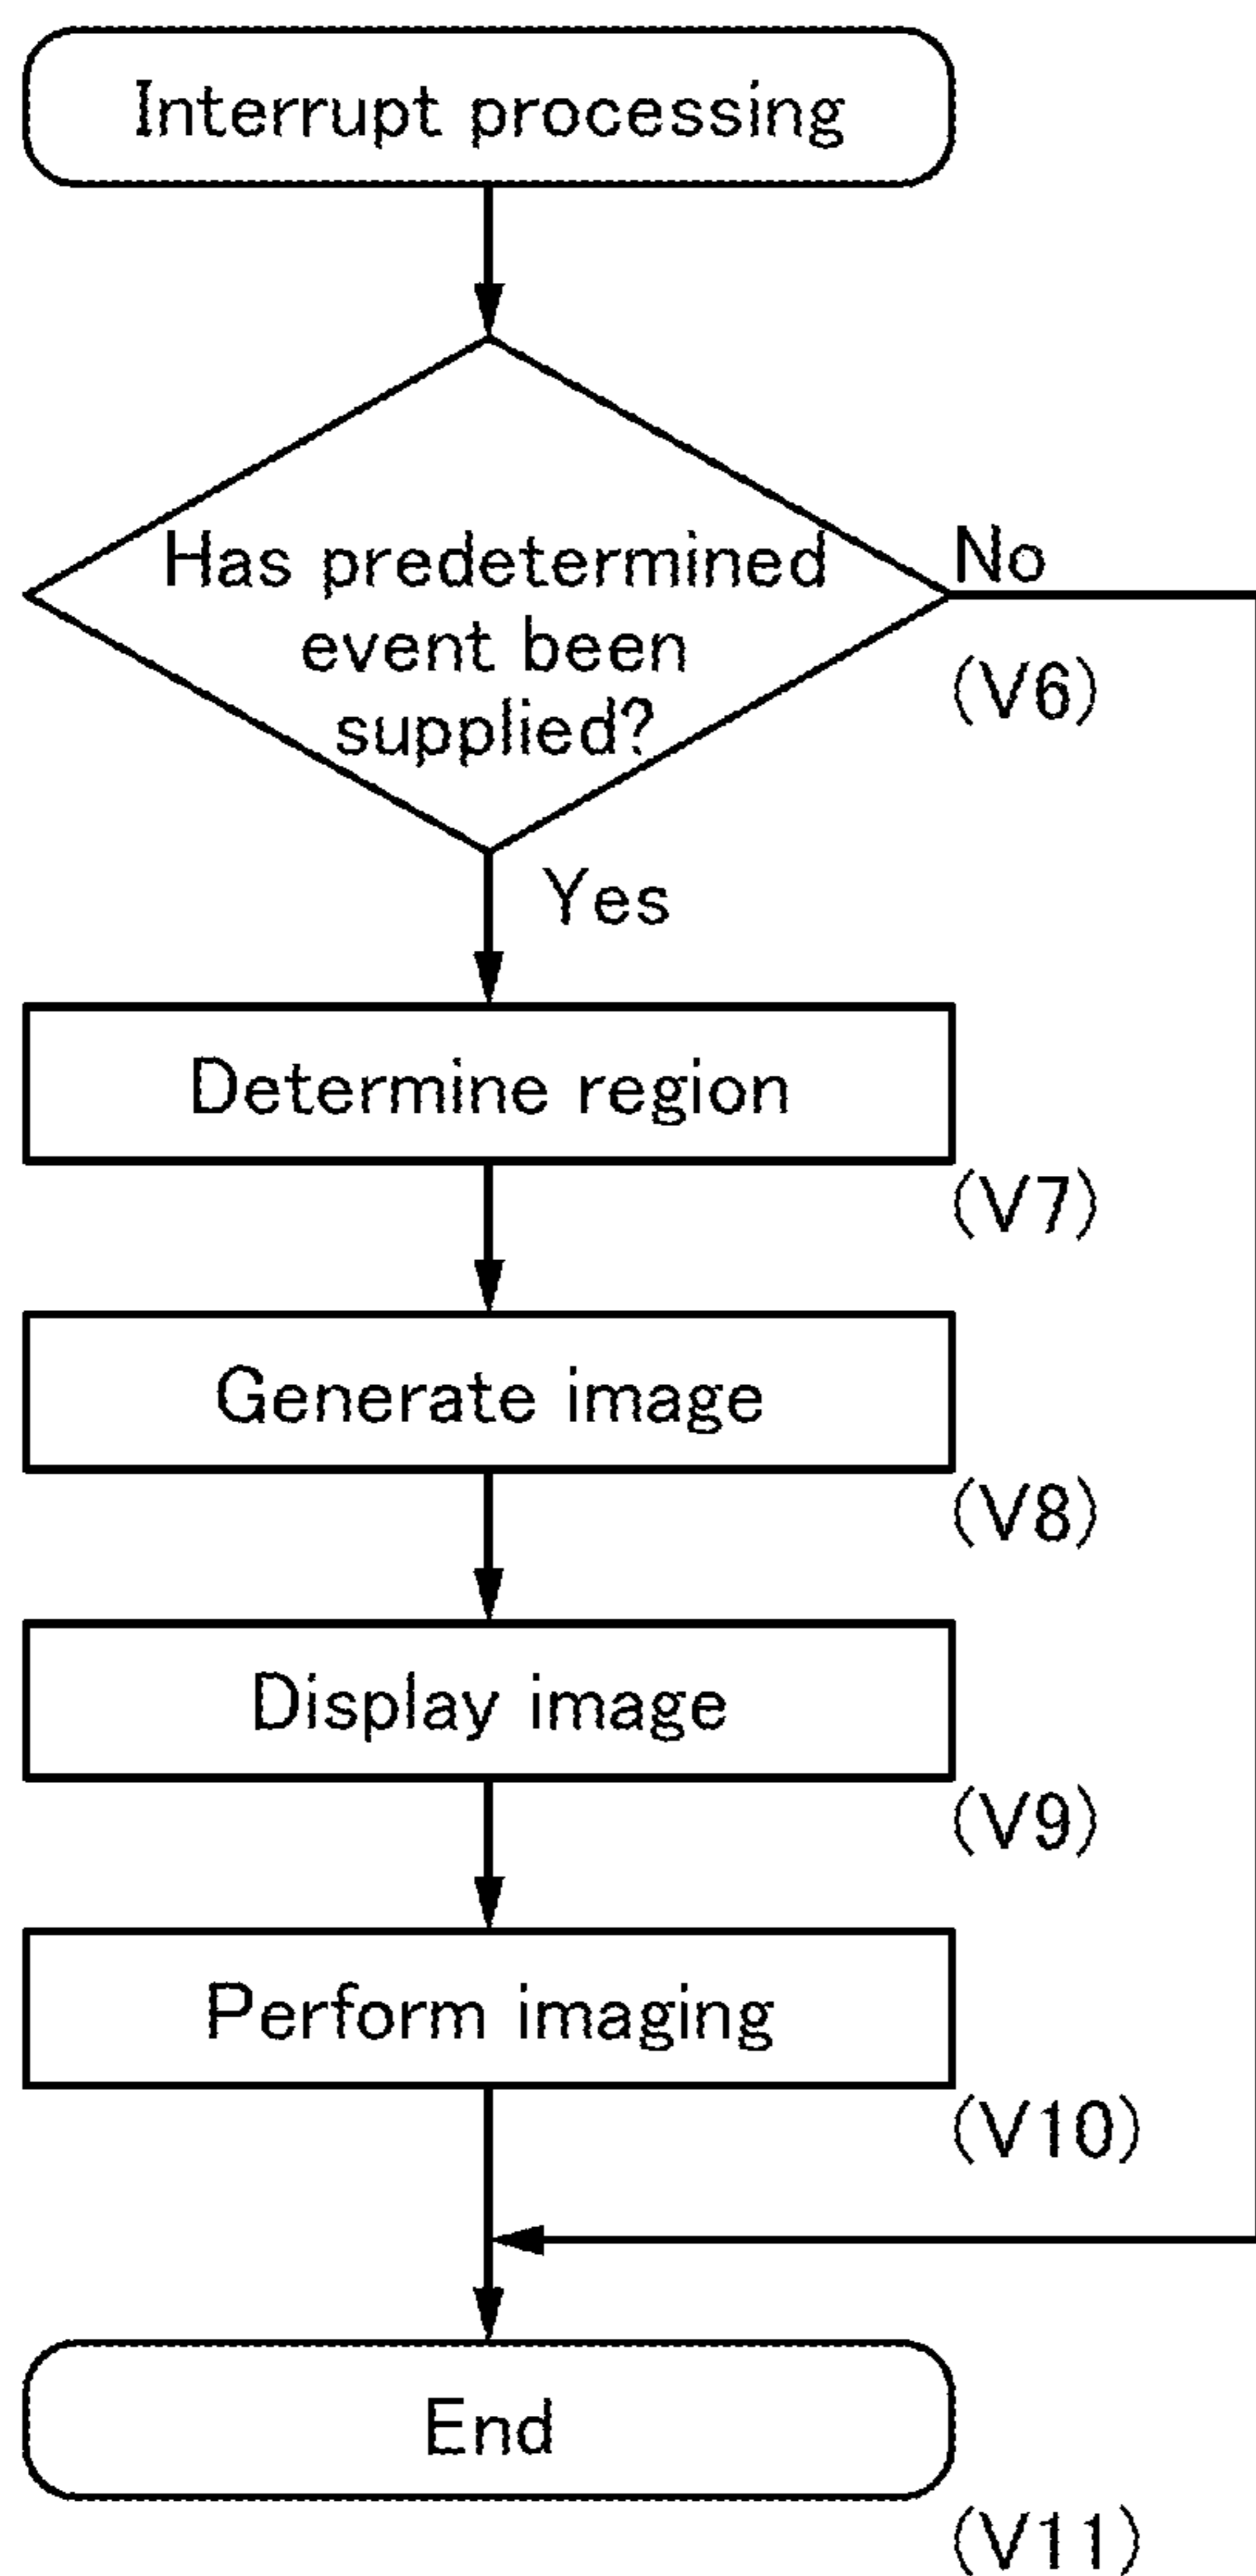 Interrupt processing
Has predetermined
event been
supplied?
No
(V6)
Yes
Determine region
(V7)
Generate image
(V8)
Display image
(V9)
Perform imaging
(V10)
End
(V11)